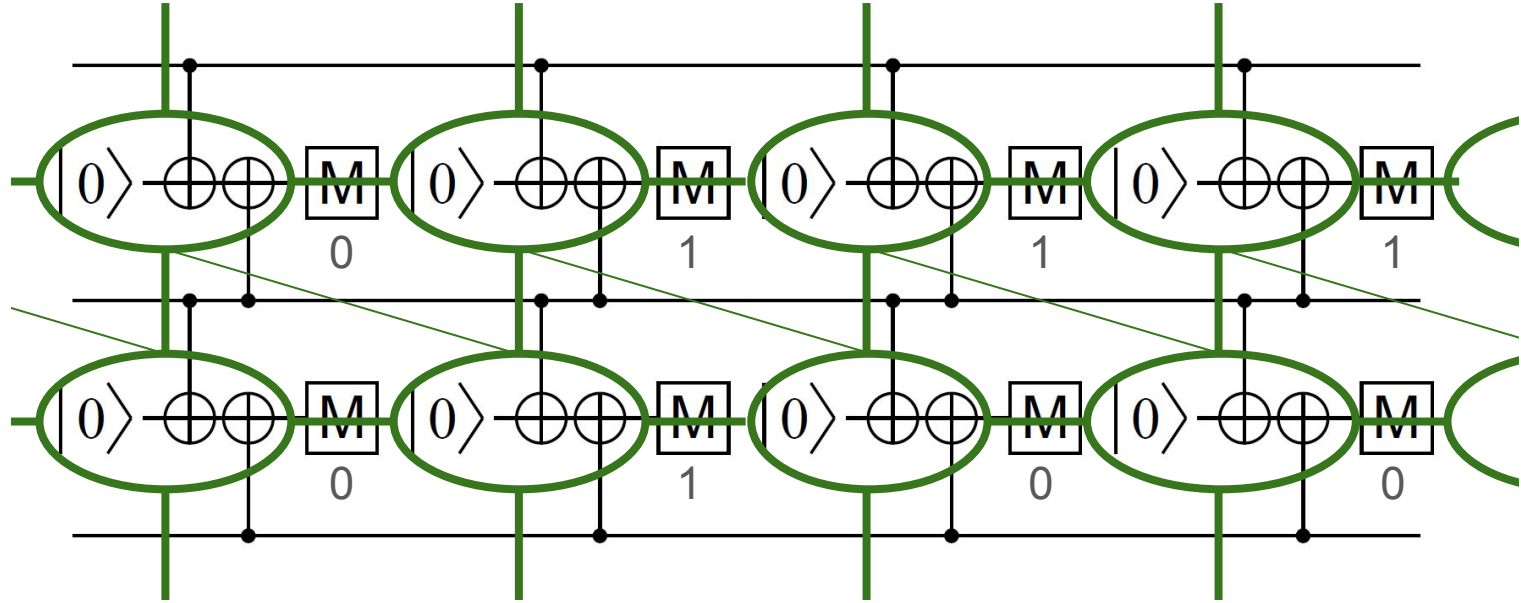 |0⟩ M |0⟩ M |0⟩ M |0⟩ M
0 1 1 1
|0⟩ M |0⟩ M |0⟩ M |0⟩ M
0 1 0 0